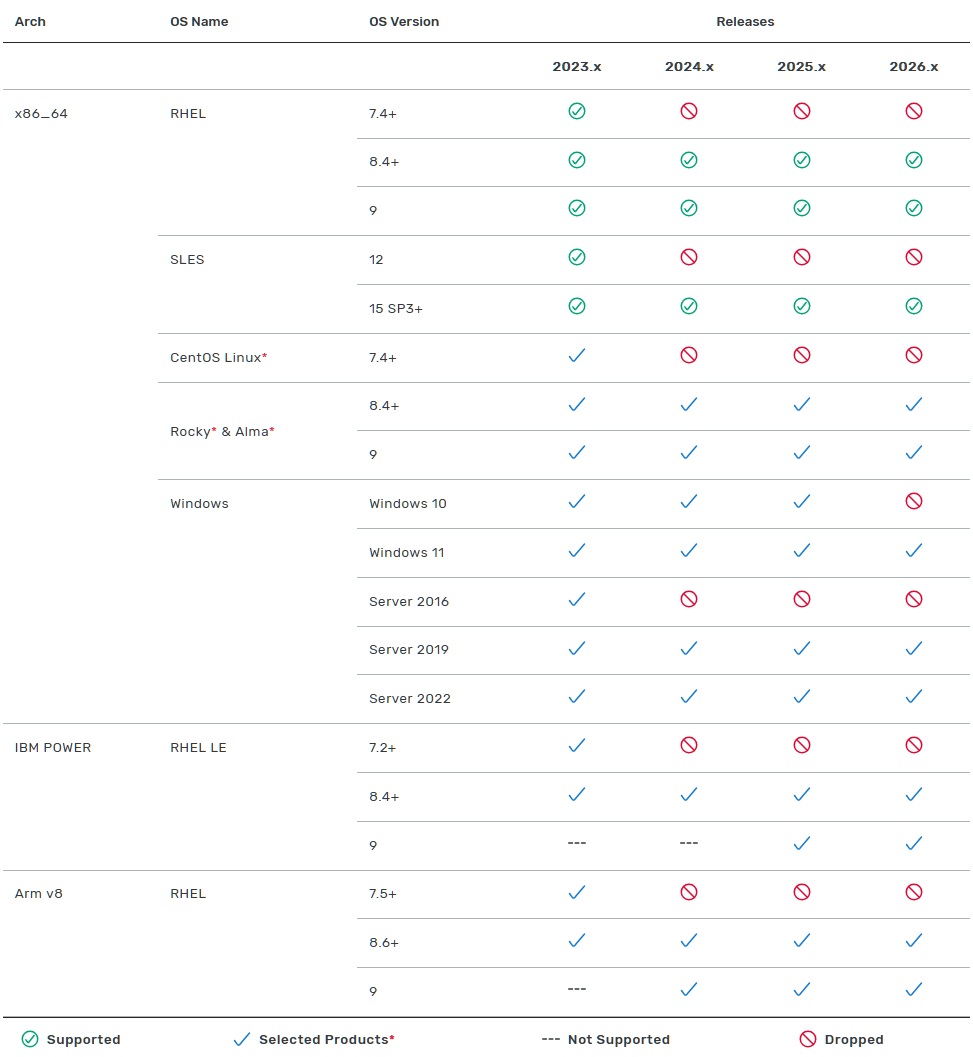 Arch OS Name OS Version Releases
2023.x 2024.x 2025.x 2026.x
x86_64 RHEL 7.4+
8.4+
9
SLES 12
15 SP3+
CentOS Linux* 7.4+
8.4+
Rocky* & Alma*
9
Windows Windows 10
Windows 11
Server 2016
Server 2019
Server 2022
IBM POWER RHEL LE 7.2+
8.4+
9 --- ---
Arm v8 RHEL 7.5+
8.6+
9 ---
Supported Selected Products* --- Not Supported Dropped